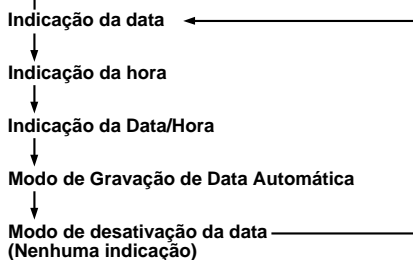 Indicação da data
Indicação da hora
Indicação da Data/Hora
Modo de Gravação de Data Automática
Modo de desativação da data
(Nenhuma indicação)